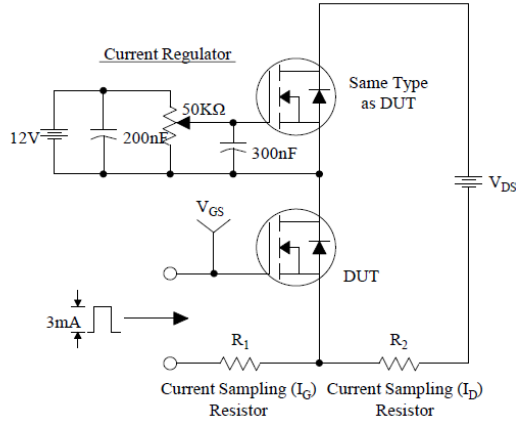 Current Regulator
50KΩ
Same Type
as DUT
12V
200nF
300nF
V_DS
V_GS
DUT
3mA
R_1
R_2
Current Sampling (I_G)
Resistor
Current Sampling (I_D)
Resistor